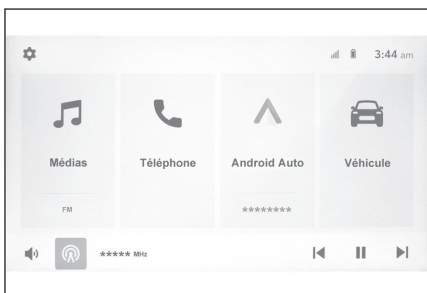 3:44 am
Médias
Téléphone
Android Auto
Véhicule
FM
********
***** MHz